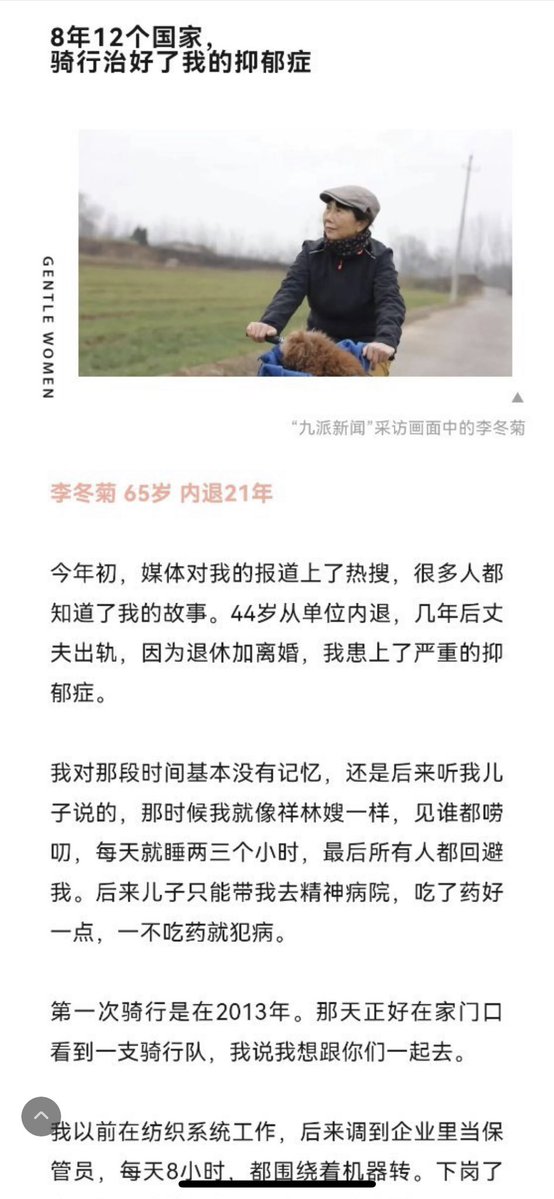 8年12个国家，
骑行治好了我的抑郁症
GENTLE WOMEN
“九派新闻”采访画面中的李冬菊
李冬菊 65岁 内退21年
今年初，媒体对我的报道上了热搜，很多人都
知道了我的故事。44岁从单位内退，几年后丈
夫出轨，因为退休加离婚，我患上了严重的抑
郁症。
我对那段时间基本没有记忆，还是后来听我儿
子说的，那时候我就像祥林嫂一样，见谁都唠
叨，每天就睡两三个小时，最后所有人都回避
我。后来儿子只能带我去精神病院，吃了药好
一点，一不吃药就犯病。
第一次骑行是在2013年。那天正好在家门口
看到一支骑行队，我说我想跟你们一起去。
我以前在纺织系统工作，后来调到企业里当保
管员，每天8小时，都围绕着机器转。下岗了